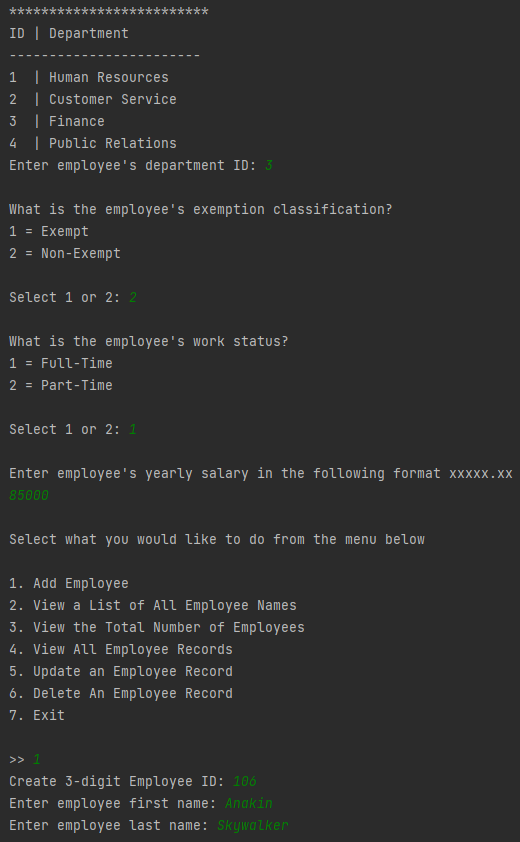 *************************
ID | Department
------------------------
1  | Human Resources
2  | Customer Service
3  | Finance
4  | Public Relations
Enter employee's department ID: 3
What is the employee's exemption classification?
1 = Exempt
2 = Non-Exempt
Select 1 or 2: 2
What is the employee's work status?
1 = Full-Time
2 = Part-Time
Select 1 or 2: 1
Enter employee's yearly salary in the following format xxxxx.xx
85000
Select what you would like to do from the menu below
1. Add Employee
2. View a List of All Employee Names
3. View the Total Number of Employees
4. View All Employee Records
5. Update an Employee Record
6. Delete An Employee Record
7. Exit
>> 1
Create 3-digit Employee ID: 106
Enter employee first name: Anakin
Enter employee last name: Skywalker